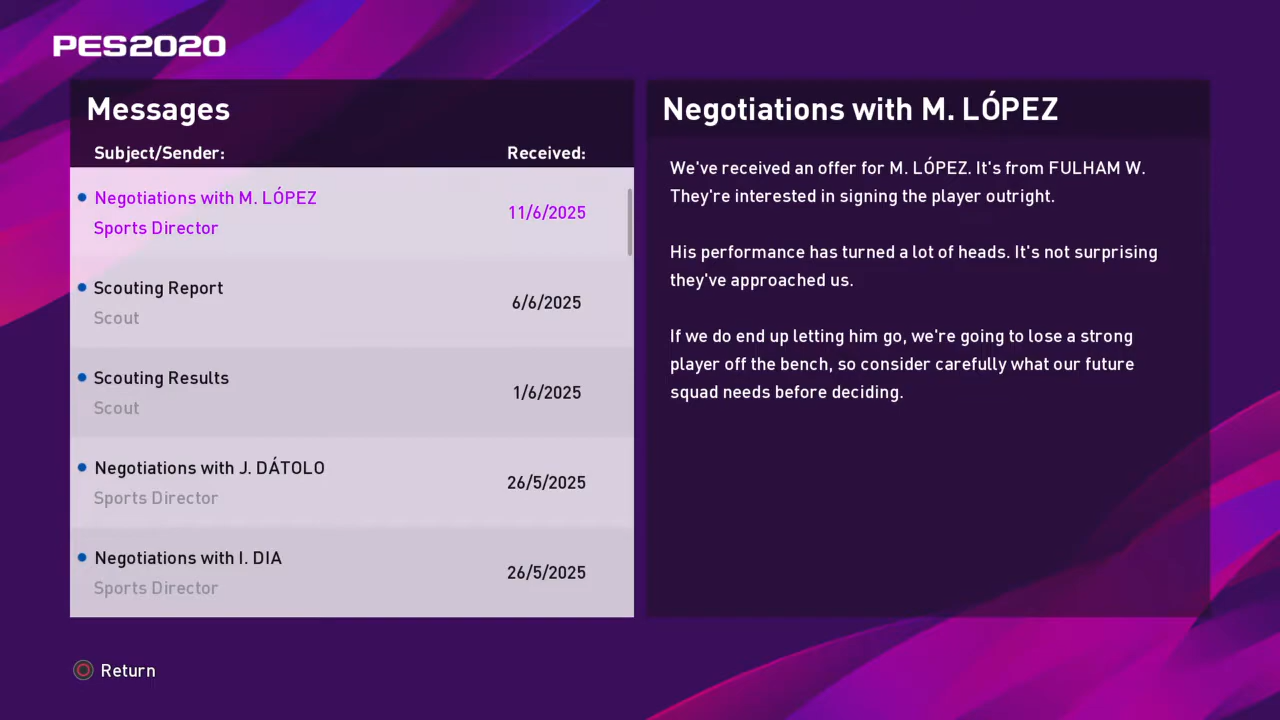 PES2020
Messages
Subject/Sender:
Received:
Negotiations with M. LÓPEZ
Sports Director
11/6/2025
Scouting Report
Scout
6/6/2025
Scouting Results
Scout
1/6/2025
Negotiations with J. DÁTOLO
Sports Director
26/5/2025
Negotiations with I. DIA
Sports Director
26/5/2025
Negotiations with M. LÓPEZ
We've received an offer for M. LÓPEZ. It's from FULHAM W.
They're interested in signing the player outright.
His performance has turned a lot of heads. It's not surprising
they've approached us.
If we do end up letting him go, we're going to lose a strong
player off the bench, so consider carefully what our future
squad needs before deciding.
Return